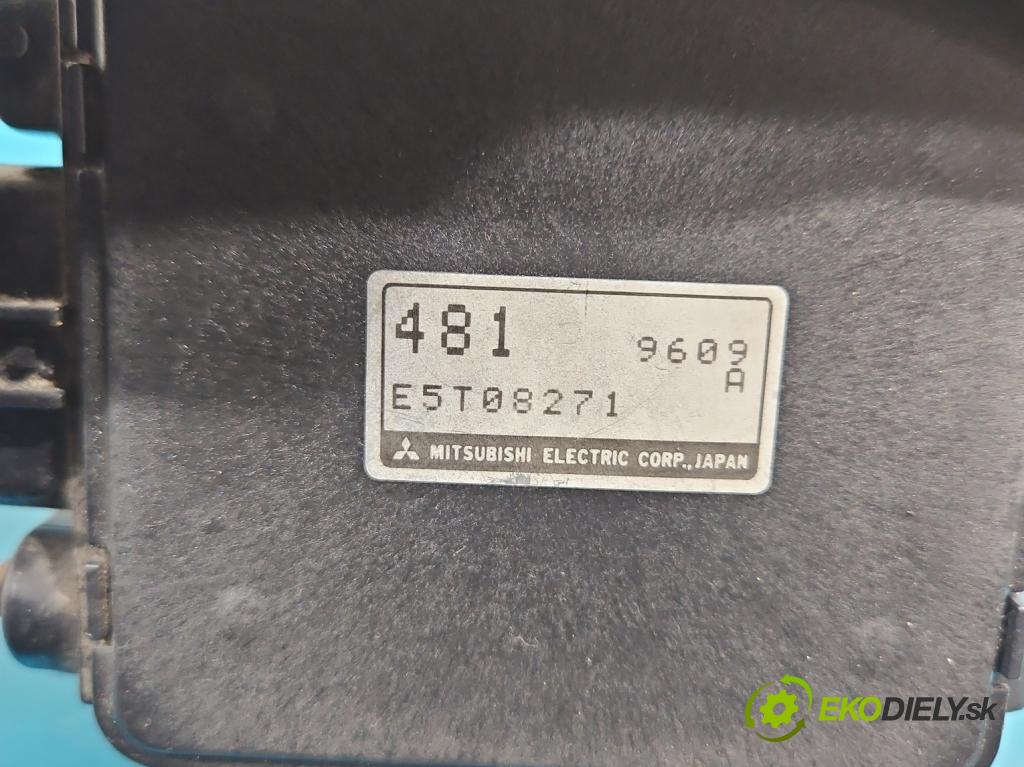 481
9609
A
E5T08271
MITSUBISHI ELECTRIC CORP., JAPAN
EKODIELY.sk